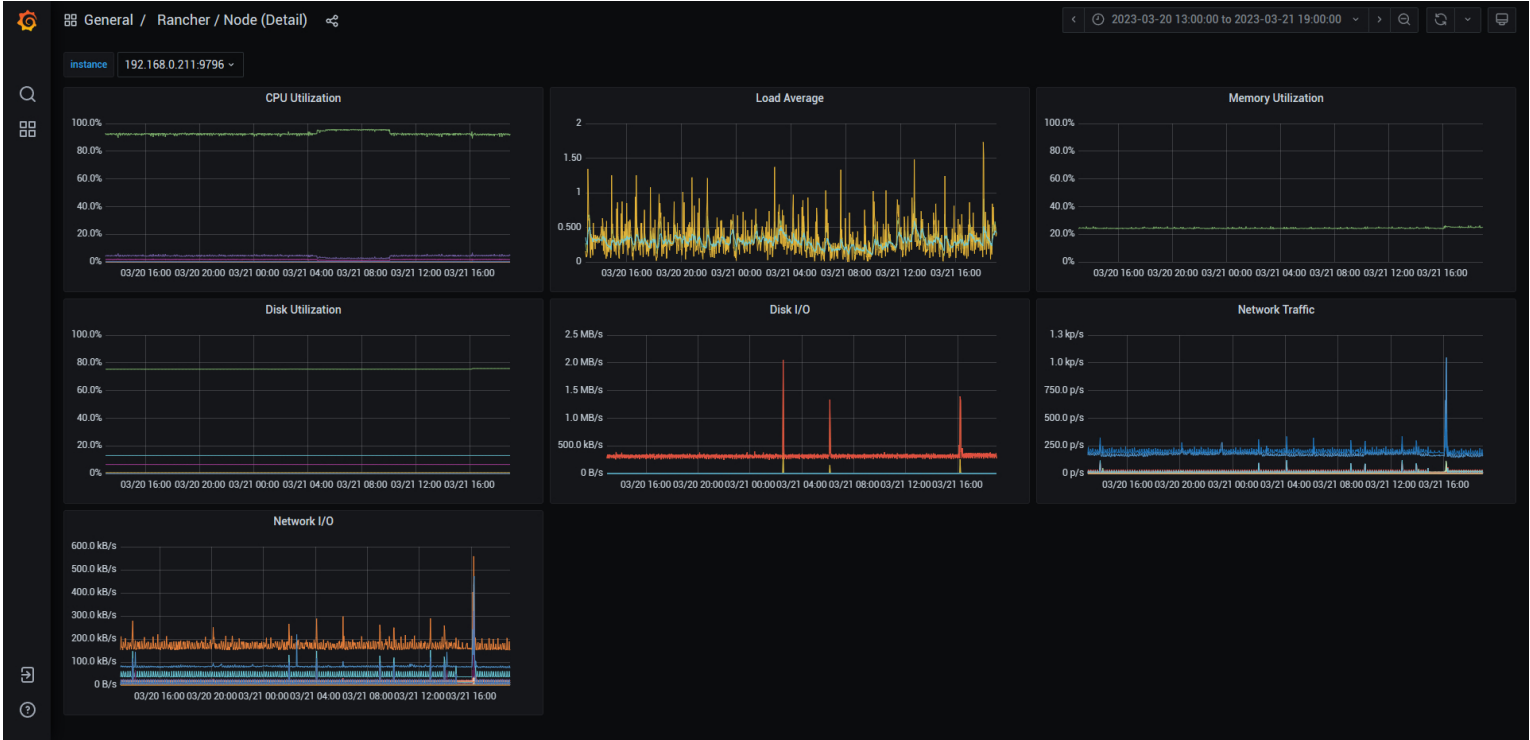 General / Rancher / Node (Detail)
2023-03-20 13:00:00 to 2023-03-21 19:00:00
instance 192.168.0.211:9796
CPU Utilization
100.0%
80.0%
60.0%
40.0%
20.0%
0%
03/20 16:00 03/20 20:00 03/21 00:00 03/21 04:00 03/21 08:00 03/21 12:00 03/21 16:00
Load Average
2
1.50
1
0.500
0
03/20 16:00 03/20 20:00 03/21 00:00 03/21 04:00 03/21 08:00 03/21 12:00 03/21 16:00
Memory Utilization
100.0%
80.0%
60.0%
40.0%
20.0%
0%
03/20 16:00 03/20 20:00 03/21 00:00 03/21 04:00 03/21 08:00 03/21 12:00 03/21 16:00
Disk Utilization
100.0%
80.0%
60.0%
40.0%
20.0%
0%
03/20 16:00 03/20 20:00 03/21 00:00 03/21 04:00 03/21 08:00 03/21 12:00 03/21 16:00
Disk I/O
2.5 MB/s
2.0 MB/s
1.5 MB/s
1.0 MB/s
500.0 kB/s
0 B/s
03/20 16:00 03/20 20:00 03/21 00:00 03/21 04:00 03/21 08:00 03/21 12:00 03/21 16:00
Network Traffic
1.3 kp/s
1.0 kp/s
750.0 p/s
500.0 p/s
250.0 p/s
0 p/s
03/20 16:00 03/20 20:00 03/21 00:00 03/21 04:00 03/21 08:00 03/21 12:00 03/21 16:00
Network I/O
600.0 kB/s
500.0 kB/s
400.0 kB/s
300.0 kB/s
200.0 kB/s
100.0 kB/s
0 B/s
03/20 16:00 03/20 20:00 03/21 00:00 03/21 04:00 03/21 08:00 03/21 12:00 03/21 16:00